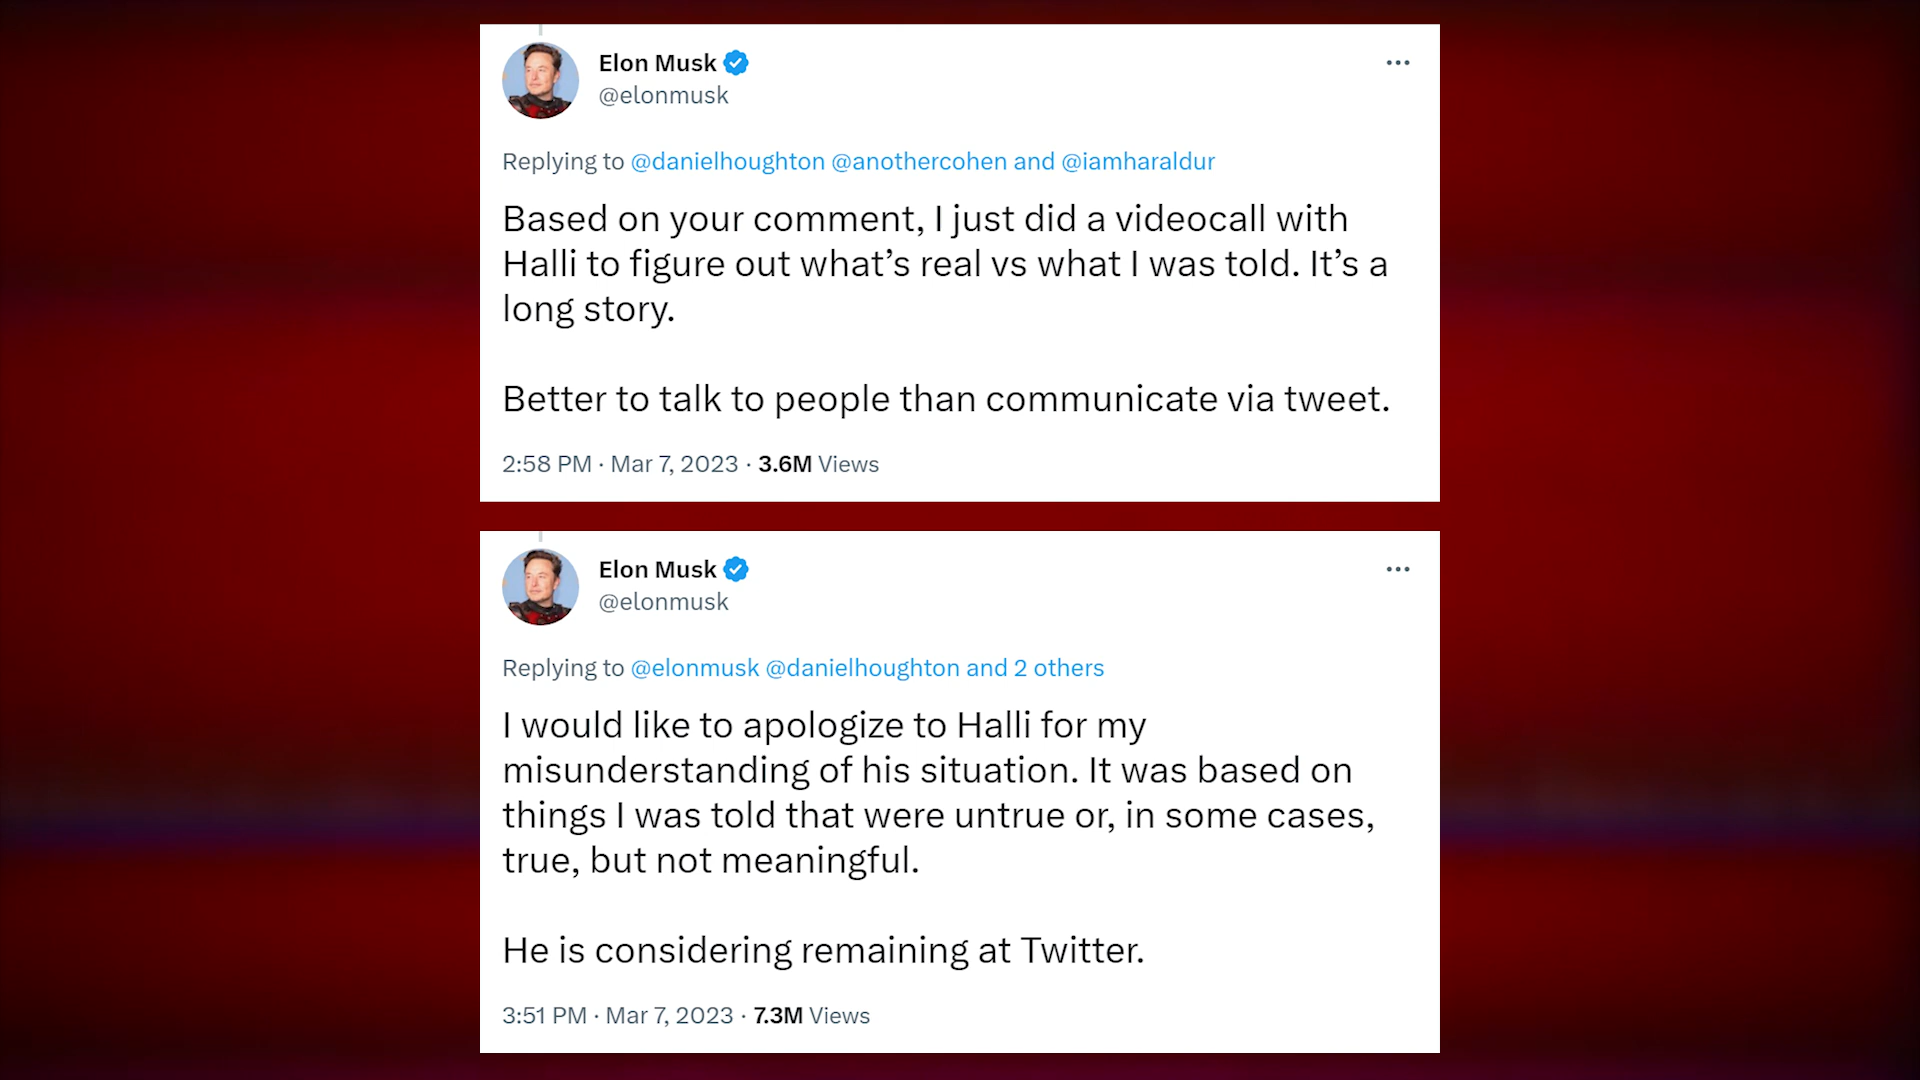 Elon Musk
@elonmusk
Replying to @danielhoughton @anothercohen and @iamharaldur
Based on your comment, I just did a videocall with
Halli to figure out what’s real vs what I was told. It’s a
long story.
Better to talk to people than communicate via tweet.
2:58 PM · Mar 7, 2023 · 3.6M Views
Elon Musk
@elonmusk
Replying to @elonmusk @danielhoughton and 2 others
I would like to apologize to Halli for my
misunderstanding of his situation. It was based on
things I was told that were untrue or, in some cases,
true, but not meaningful.
He is considering remaining at Twitter.
3:51 PM · Mar 7, 2023 · 7.3M Views